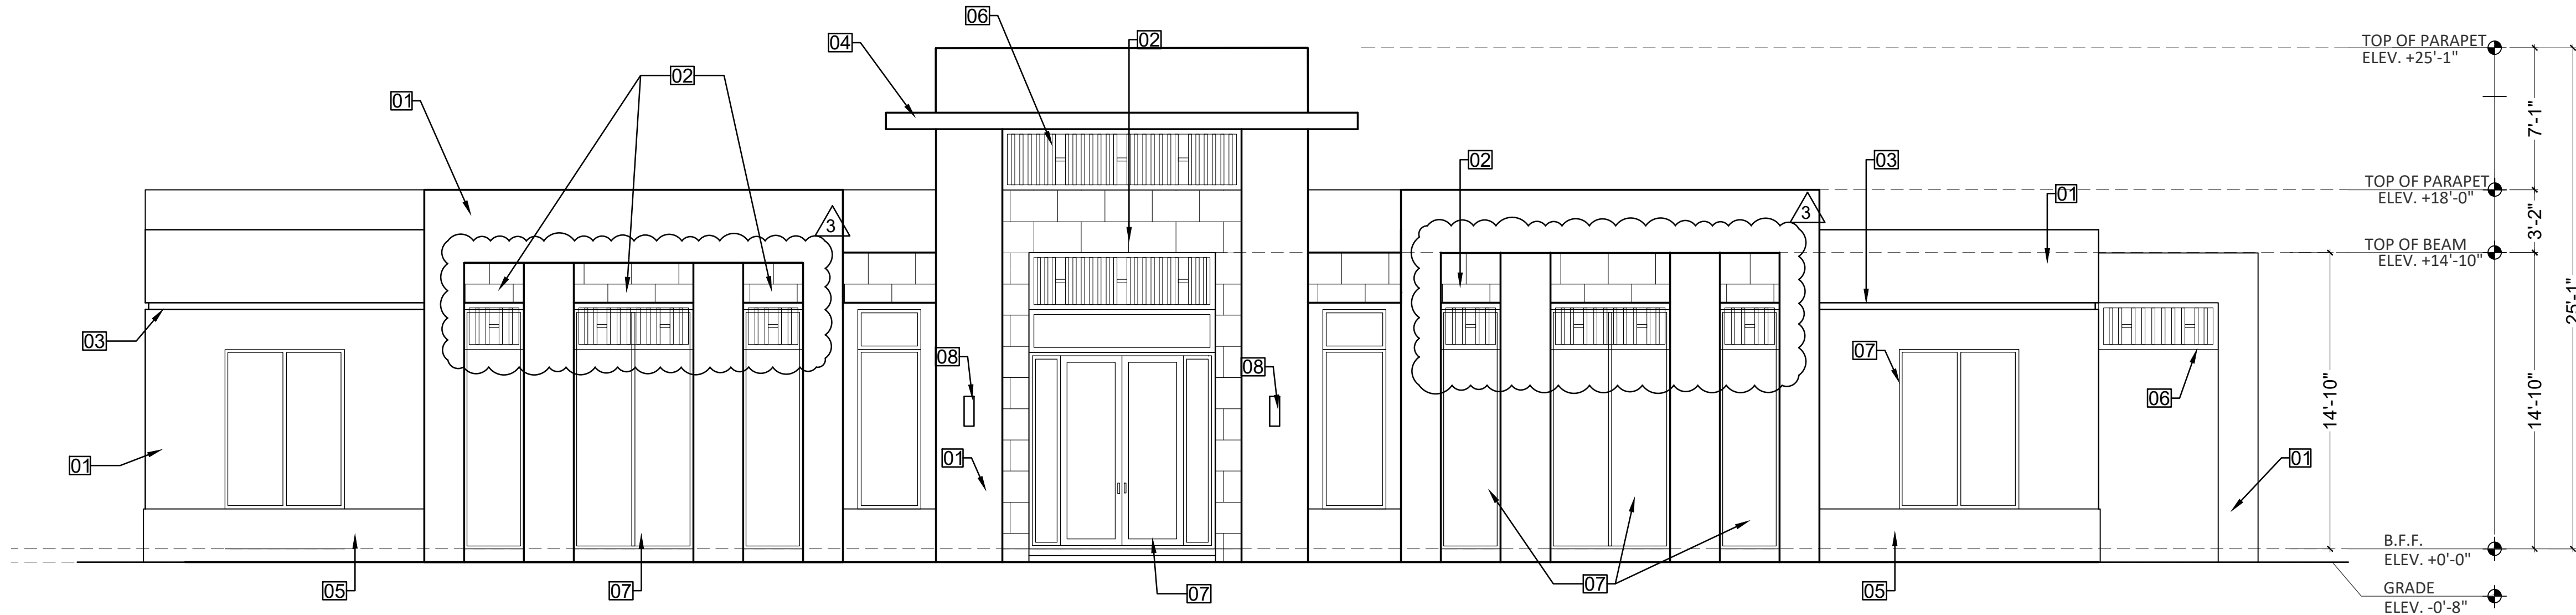 06
04
02
TOP OF PARAPET
ELEV. +25'-1"
02
01
7'-1"
02
03
TOP OF PARAPET
ELEV. +18'-0"
01
3
3
3'-2"
TOP OF BEAM
ELEV. +14'-10"
25'-1"
03
08
08
07
06
14'-10"
14'-10"
01
01
01
B.F.F.
ELEV. +0'-0"
05
07
07
07
05
GRADE
ELEV. -0'-8"